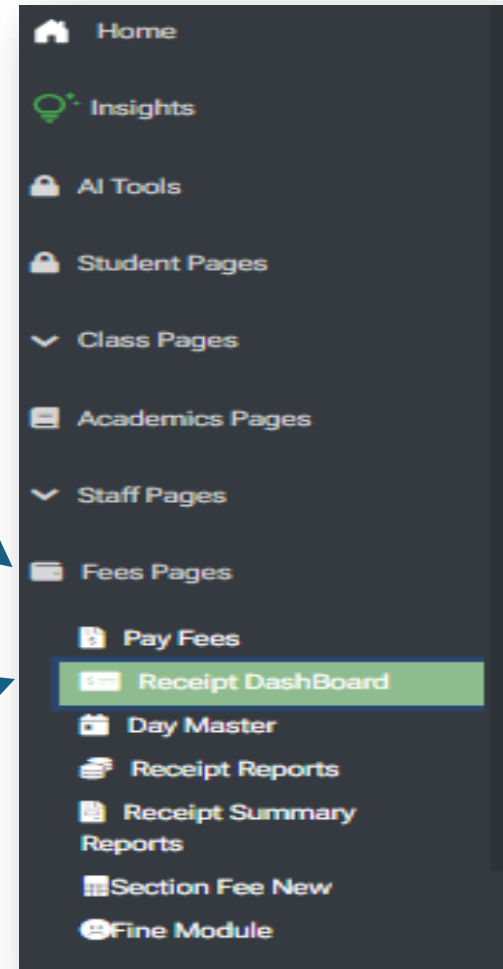 Home
Insights
AI Tools
Student Pages
Class Pages
Academics Pages
Staff Pages
Fees Pages
Pay Fees
Receipt DashBoard
Day Master
Receipt Reports
Receipt Summary
Reports
Section Fee New
Fine Module